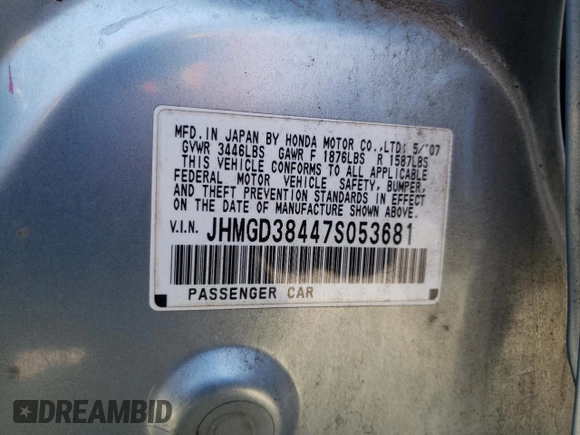 MFD. IN JAPAN BY HONDA MOTOR CO., LTD: 5/'07
GVWR 3446LBS GAWR F 1876LBS R 1587LBS
THIS VEHICLE CONFORMS TO ALL APPLICABLE
FEDERAL MOTOR VEHICLE SAFETY, BUMPER,
AND THEFT PREVENTION STANDARDS IN EFFECT
ON THE DATE OF MANUFACTURE SHOWN ABOVE.
V.I.N. JHMGD38447S053681
PASSENGER CAR
DREAMBID